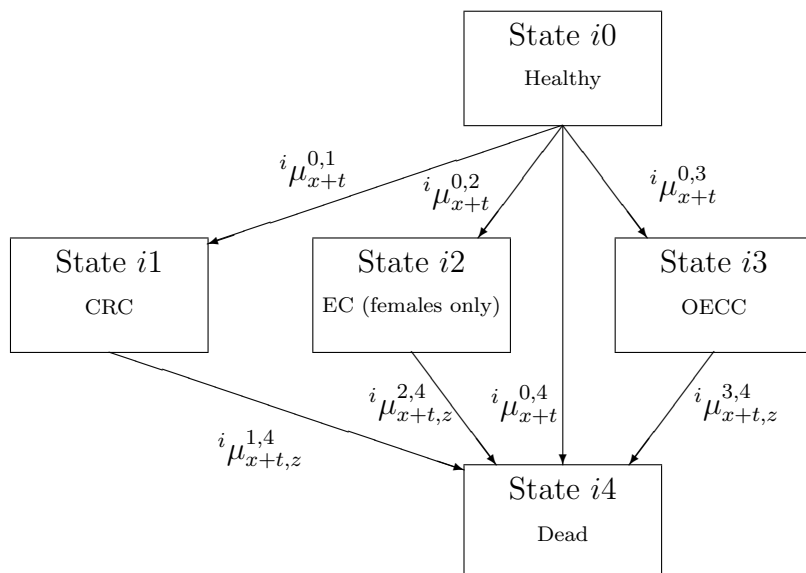 State i0
Healthy
ⁱμ⁰,¹ₓ₊ₜ
ⁱμ⁰,²ₓ₊ₜ
ⁱμ⁰,³ₓ₊ₜ
State i1
CRC
State i2
EC (females only)
State i3
OECC
ⁱμ¹,⁴ₓ₊ₜ,z
ⁱμ²,⁴ₓ₊ₜ,z
ⁱμ⁰,⁴ₓ₊ₜ
ⁱμ³,⁴ₓ₊ₜ,z
State i4
Dead